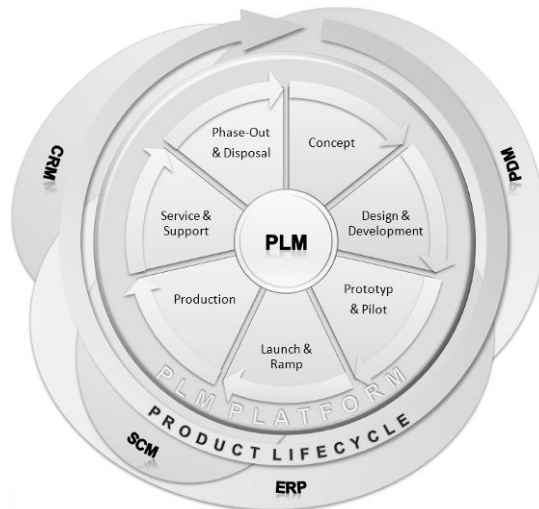 Concept
Design &
Development
Prototyp
& Pilot
Launch &
Ramp
Production
Service &
Support
Phase-Out
& Disposal
PLM
PLM PLATFORM
PRODUCT LIFECYCLE
CRM
PDM
SCM
ERP